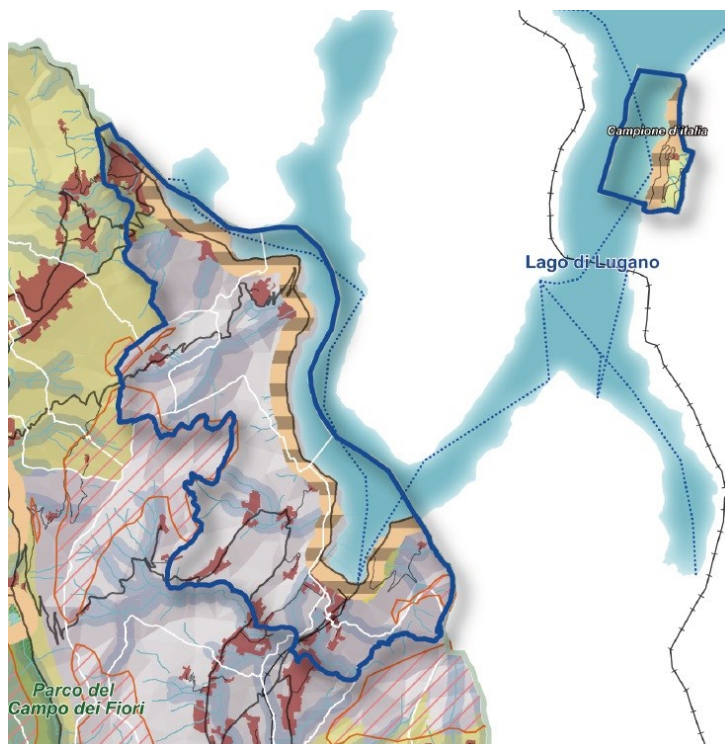 Campione d'italia
Lago di Lugano
Parco del
Campo dei Fiori